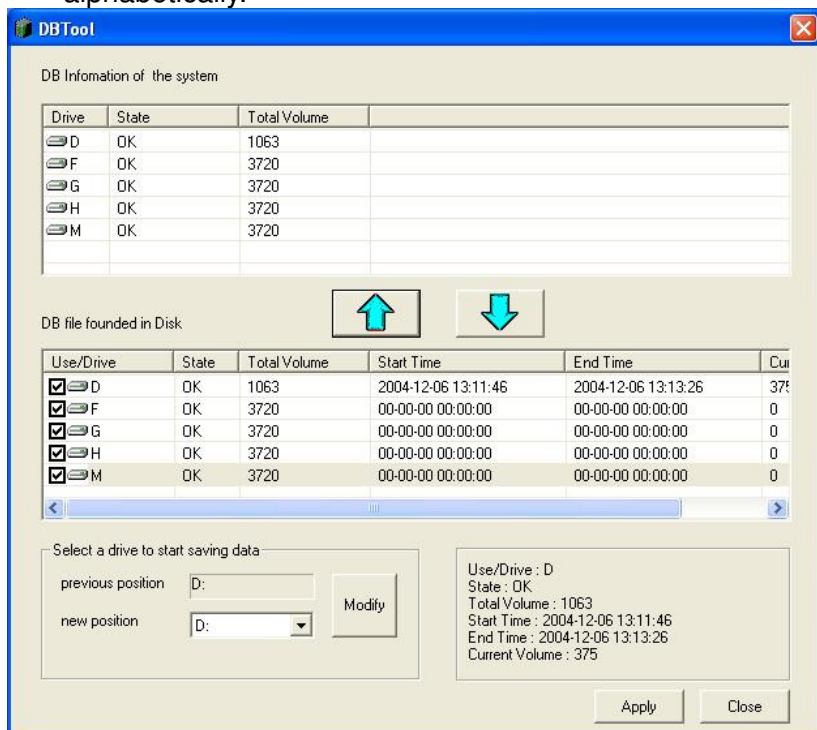 alphabetically.
DBTool
DB Infomation of the system
Drive State Total Volume
D OK 1063
F OK 3720
G OK 3720
H OK 3720
M OK 3720
DB file founded in Disk
Use/Drive State Total Volume Start Time End Time Cur
D OK 1063 2004-12-06 13:11:46 2004-12-06 13:13:26 375
F OK 3720 00-00-00 00:00:00 00-00-00 00:00:00 0
G OK 3720 00-00-00 00:00:00 00-00-00 00:00:00 0
H OK 3720 00-00-00 00:00:00 00-00-00 00:00:00 0
M OK 3720 00-00-00 00:00:00 00-00-00 00:00:00 0
Select a drive to start saving data
previous position D:
Modify
new position D:
Use/Drive : D
State : OK
Total Volume : 1063
Start Time : 2004-12-06 13:11:46
End Time : 2004-12-06 13:13:26
Current Volume : 375
Apply Close